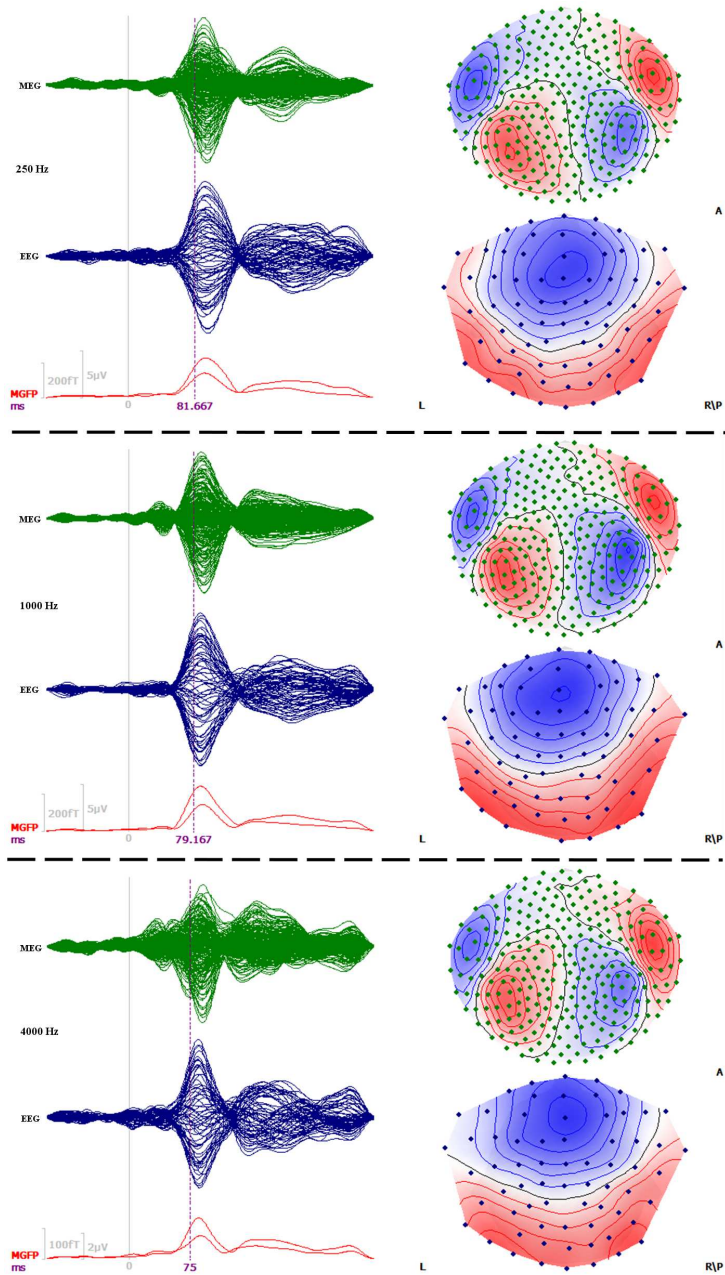 MEG
250 Hz
A
EEG
200fT 5µV
MGFP
ms 0 81.667 L R\P
MEG
1000 Hz
A
EEG
200fT 5µV
MGFP
ms 0 79.167 L R\P
MEG
4000 Hz
A
EEG
100fT 2µV
MGFP
ms 0 75 L R\P